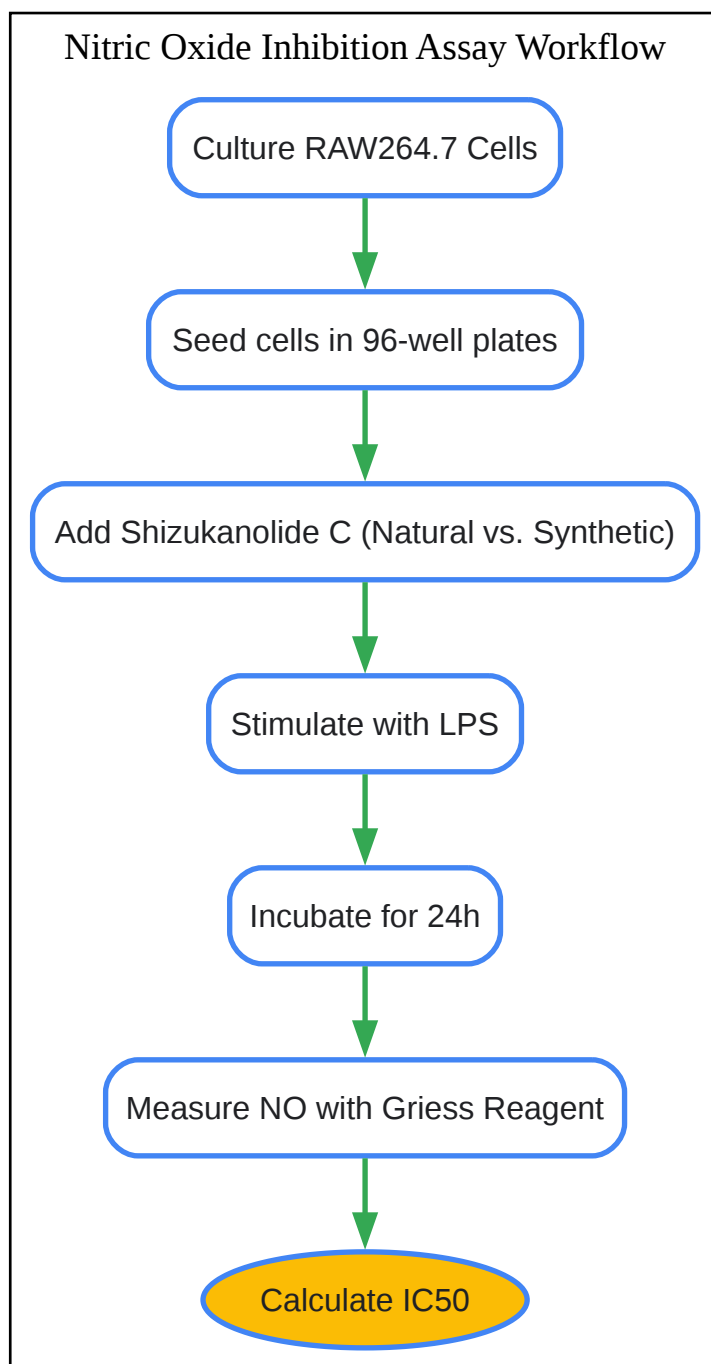 Nitric Oxide Inhibition Assay Workflow
Culture RAW264.7 Cells
Seed cells in 96-well plates
Add Shizukanolide C (Natural vs. Synthetic)
Stimulate with LPS
Incubate for 24h
Measure NO with Griess Reagent
Calculate IC50